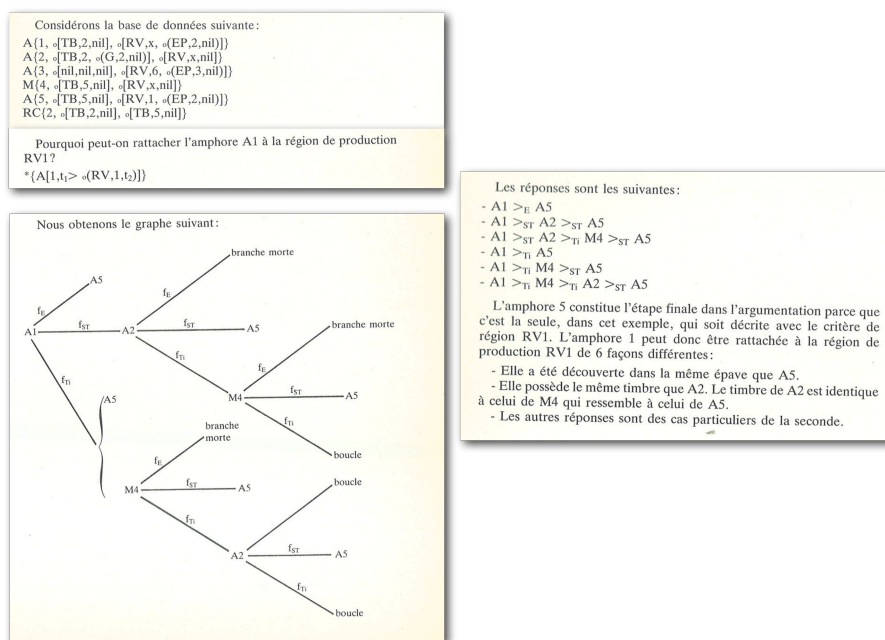 Considérons la base de données suivante:
A{1, ₒ[TB,2,nil], ₒ[RV,x, ₒ(EP,2,nil)]}
A{2, ₒ[TB,2, ₒ(G,2,nil)], ₒ[RV,x,nil]}
A{3, ₒ[nil,nil,nil], ₒ[RV,6, ₒ(EP,3,nil)]}
M{4, ₒ[TB,5,nil], ₒ[RV,x,nil]}
A{5, ₒ[TB,5,nil], ₒ[RV,1, ₒ(EP,2,nil)]}
RC{2, ₒ[TB,2,nil], ₒ[TB,5,nil]}
Pourquoi peut-on rattacher l'amphore A1 à la région de production
RV1?
*{A[1,t₁> ₒ(RV,1,t₂)]}
Nous obtenons le graphe suivant:
branche morte
A5
f_E
f_E
A1
f_ST
A2
f_ST
A5
branche morte
f_Ti
f_Ti
f_E
M4
f_ST
A5
A5
f_Ti
branche
morte
boucle
f_E
M4
f_ST
A5
boucle
f_Ti
A2
f_ST
A5
f_Ti
boucle
Les réponses sont les suivantes:
- A1 >_E A5
- A1 >_ST A2 >_ST A5
- A1 >_ST A2 >_Ti M4 >_ST A5
- A1 >_Ti A5
- A1 >_Ti M4 >_ST A5
- A1 >_Ti M4 >_Ti A2 >_ST A5
L'amphore 5 constitue l'étape finale dans l'argumentation parce que
c'est la seule, dans cet exemple, qui soit décrite avec le critère de
région RV1. L'amphore 1 peut donc être rattachée à la région de
production RV1 de 6 façons différentes:
- Elle a été découverte dans la même épave que A5.
- Elle possède le même timbre que A2. Le timbre de A2 est identique
à celui de M4 qui ressemble à celui de A5.
- Les autres réponses sont des cas particuliers de la seconde.